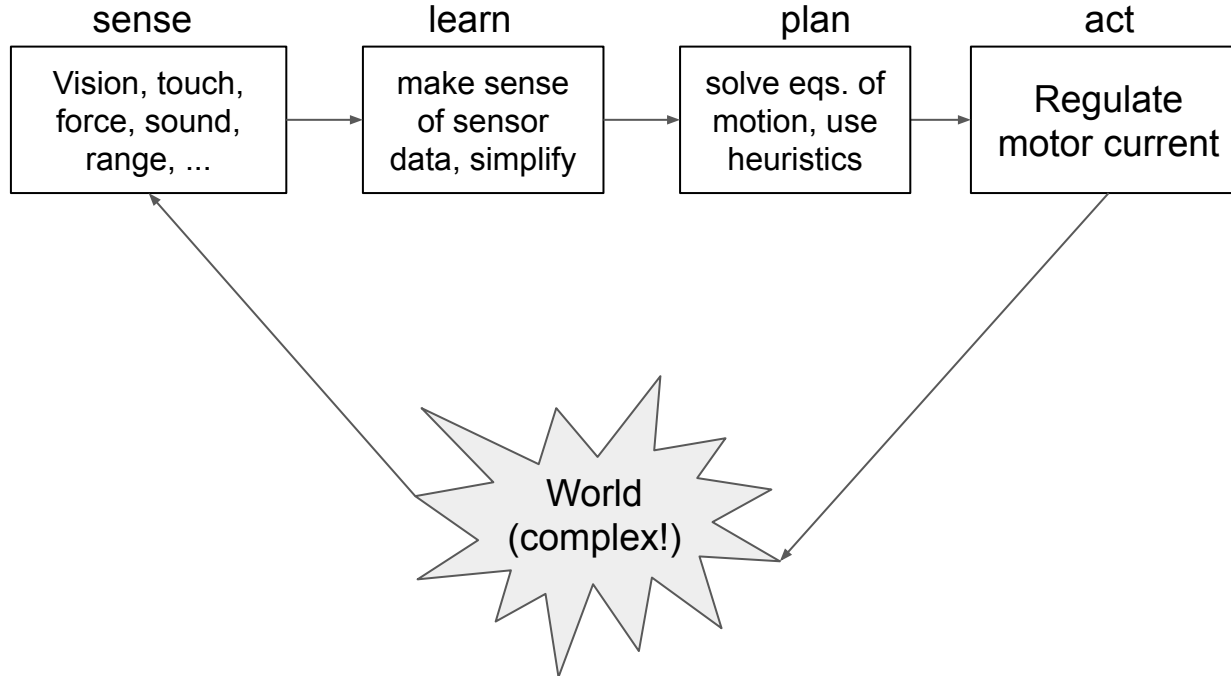 sense
learn
plan
act
Vision, touch,
force, sound,
range, ...
make sense
of sensor
data, simplify
solve eqs. of
motion, use
heuristics
Regulate
motor current
World
(complex!)